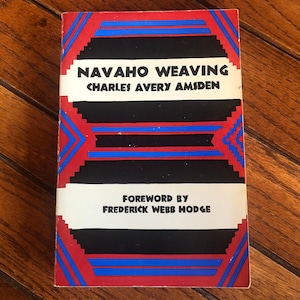 NAVAHO WEAVING
CHARLES AVERY AMSDEN
FOREWORD BY
FREDERICK WEBB HODGE